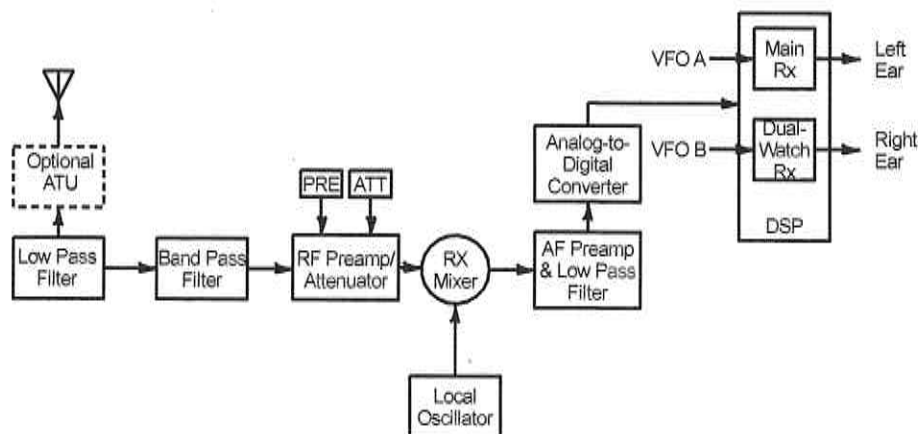 Optional
ATU
Low Pass
Filter
Band Pass
Filter
PRE
ATT
RF Preamp/
Attenuator
RX
Mixer
Local
Oscillator
AF Preamp
& Low Pass
Filter
Analog-to-
Digital
Converter
VFO A
Main
Rx
Left
Ear
VFO B
Dual-
Watch
Rx
Right
Ear
DSP